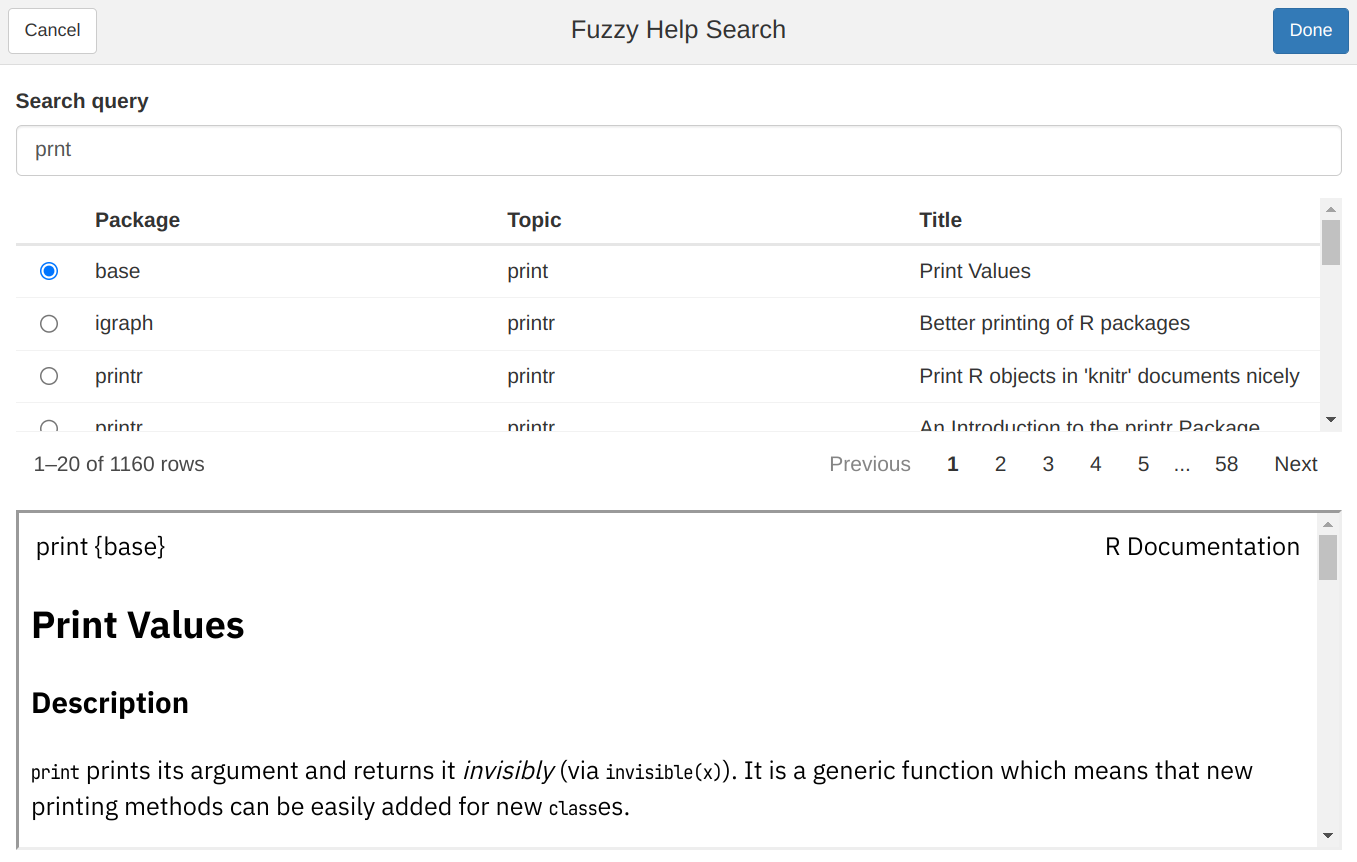 Cancel Fuzzy Help Search Done
Search query
prnt
Package Topic Title
base print Print Values
igraph printr Better printing of R packages
printr printr Print R objects in 'knitr' documents nicely
printr printr An Introduction to the printr Package
1–20 of 1160 rows Previous 1 2 3 4 5 ... 58 Next
print {base} R Documentation
Print Values
Description
print prints its argument and returns it invisibly (via invisible(x)). It is a generic function which means that new
printing methods can be easily added for new classes.